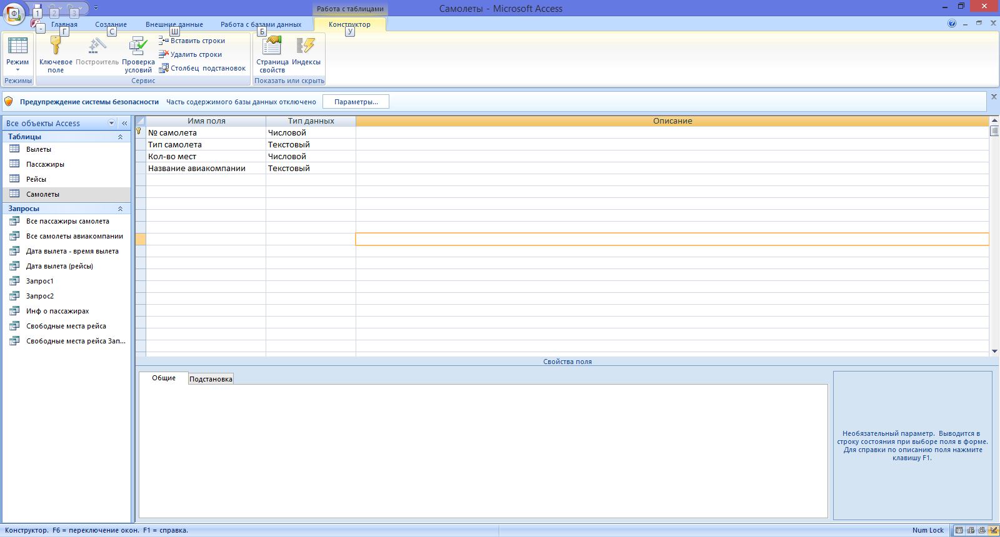 Работа с таблицами
Самолеты - Microsoft Access
Ф
1
2
3
-
Главная
Создание
Внешние данные
Работа с базами данных
Конструктор
Г
С
Ш
Б
У
Режим
Ключевое поле
Построитель
Проверка условий
Вставить строки
Удалить строки
Столбец подстановок
Страница свойств
Индексы
Режимы
Сервис
Показать или скрыть
Предупреждение системы безопасности
Часть содержимого базы данных отключено
Параметры...
Все объекты Access
Таблицы
Вылеты
Пассажиры
Рейсы
Самолеты
Запросы
Все пассажиры самолета
Все самолеты авиакомпании
Дата вылета - время вылета
Дата вылета (рейсы)
Запрос1
Запрос2
Инф о пассажирах
Свободные места рейса
Свободные места рейса Зап...
Имя поля Тип данных Описание
№ самолета Числовой
Тип самолета Текстовый
Кол-во мест Числовой
Название авиакомпании Текстовый
Свойства поля
Общие
Подстановка
Необязательный параметр. Выводится в
строку состояния при выборе поля в форме.
Для справки по описанию поля нажмите
клавишу F1.
Конструктор. F6 = переключение окон. F1 = справка.
Num Lock